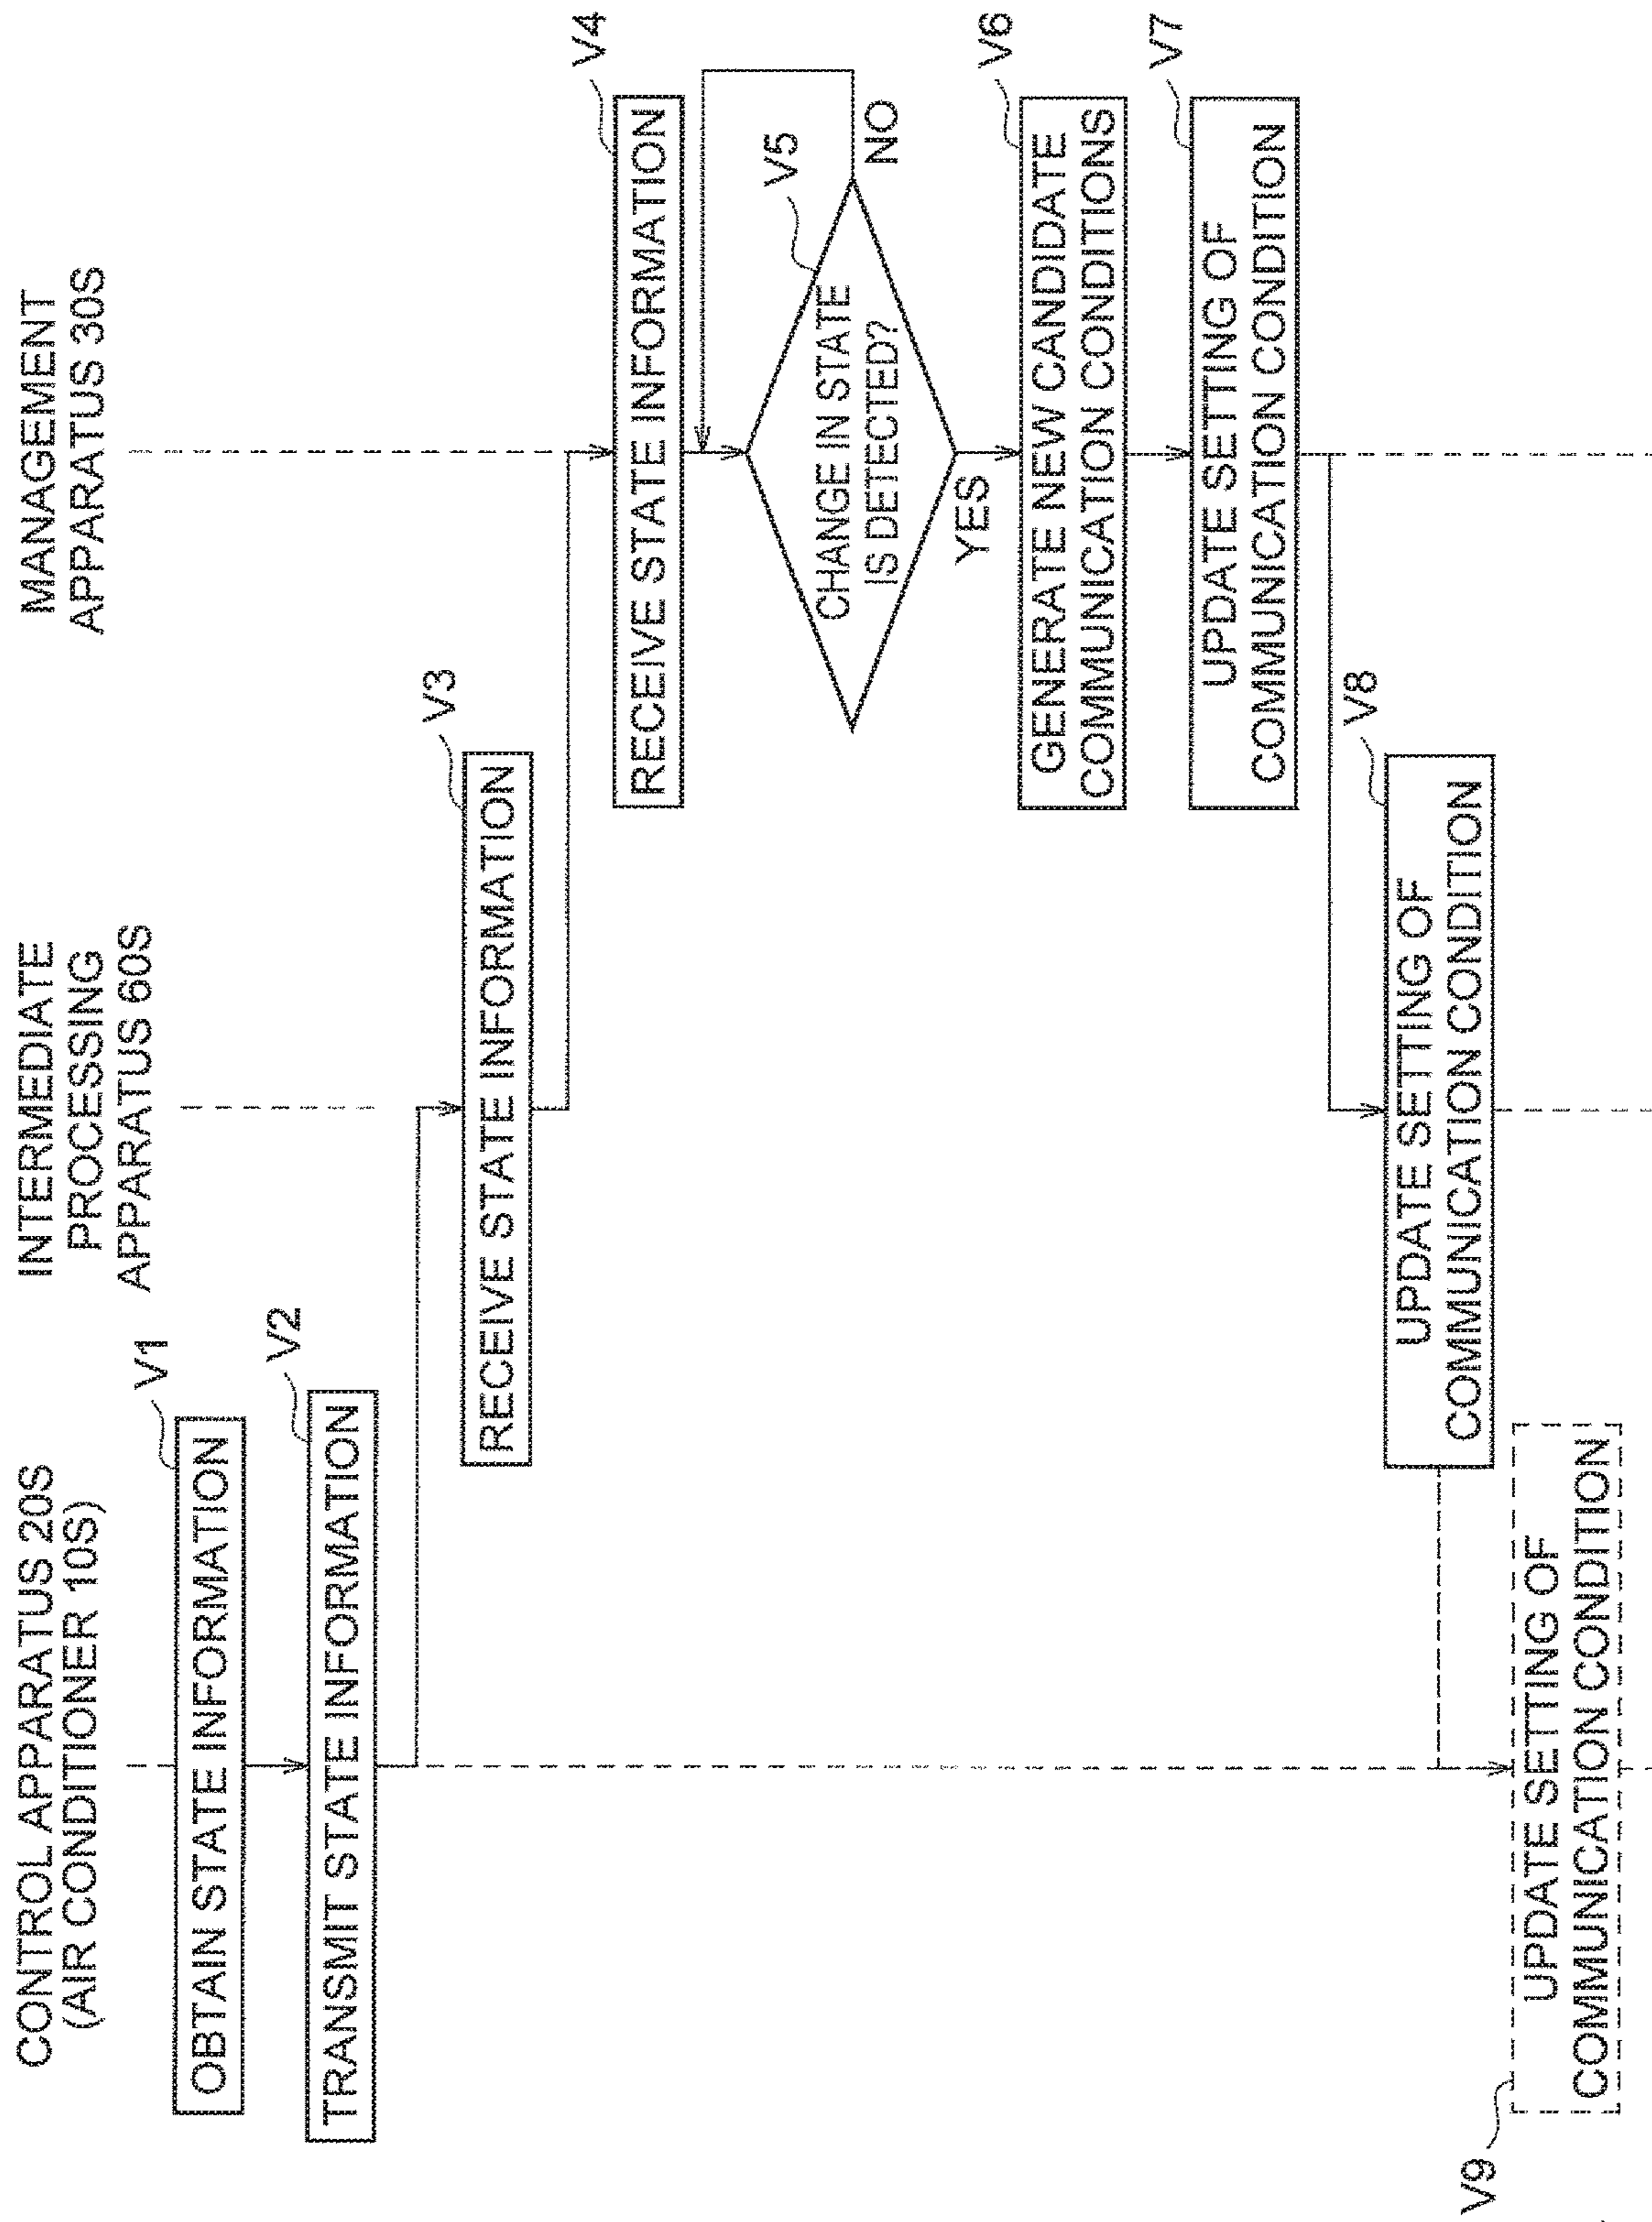 CONTROL APPARATUS 20S
(AIR CONDITIONER 10S)
INTERMEDIATE
PROCESSING
APPARATUS 60S
MANAGEMENT
APPARATUS 30S
V1
OBTAIN STATE INFORMATION
V2
TRANSMIT STATE INFORMATION
V3
RECEIVE STATE INFORMATION
V4
RECEIVE STATE INFORMATION
V5
CHANGE IN STATE
IS DETECTED?
NO
YES
V6
GENERATE NEW CANDIDATE
COMMUNICATION CONDITIONS
V7
UPDATE SETTING OF
COMMUNICATION CONDITION
V8
UPDATE SETTING OF
COMMUNICATION CONDITION
V9
UPDATE SETTING OF
COMMUNICATION CONDITION